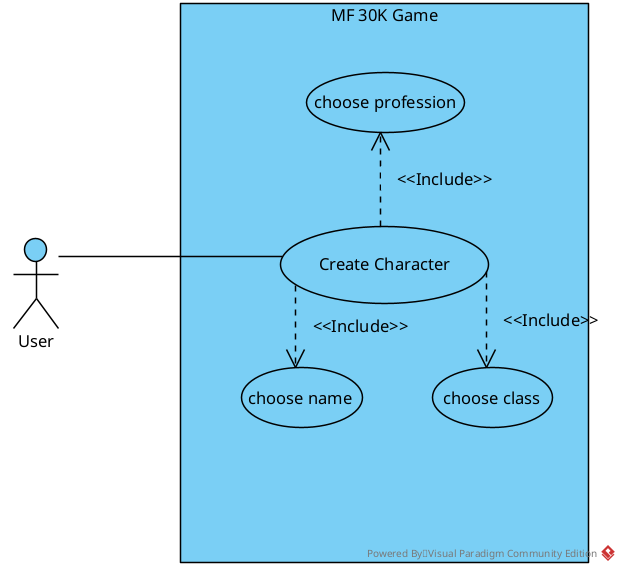 MF 30K Game
choose profession
<<Include>>
Create Character
<<Include>>
<<Include>>
User
choose name
choose class
Powered By Visual Paradigm Community Edition